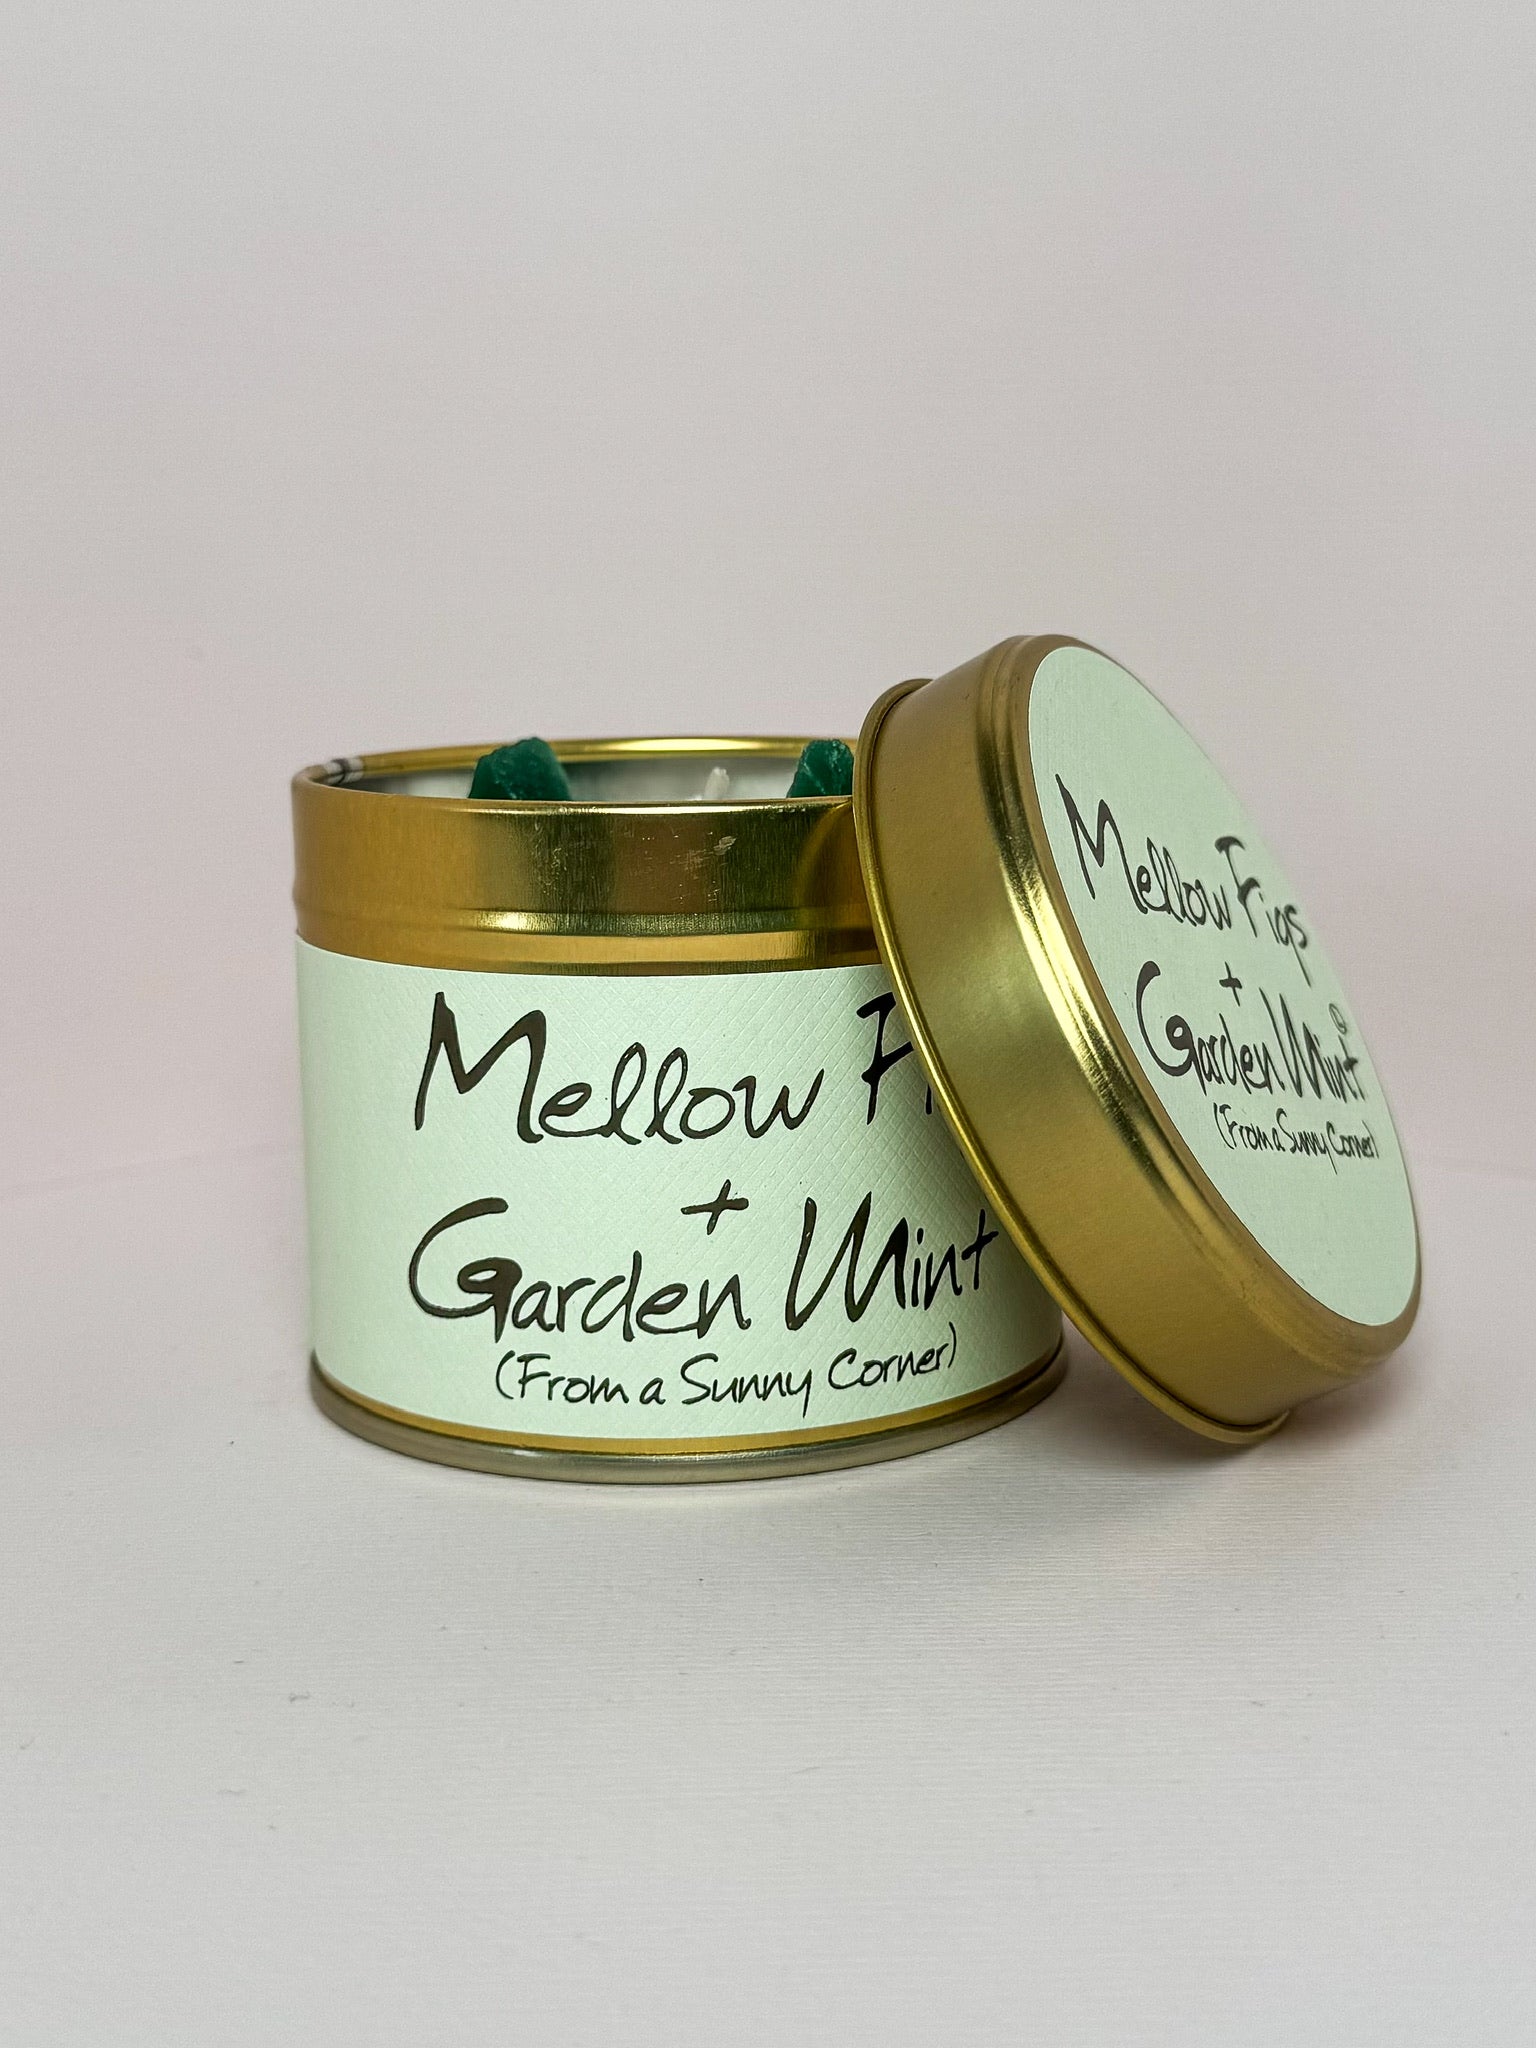 Mellow F
+
Garden Mint
(From a Sunny Corner)
Mellow Figs
+
Garden Mint
(From a Sunny Corner)